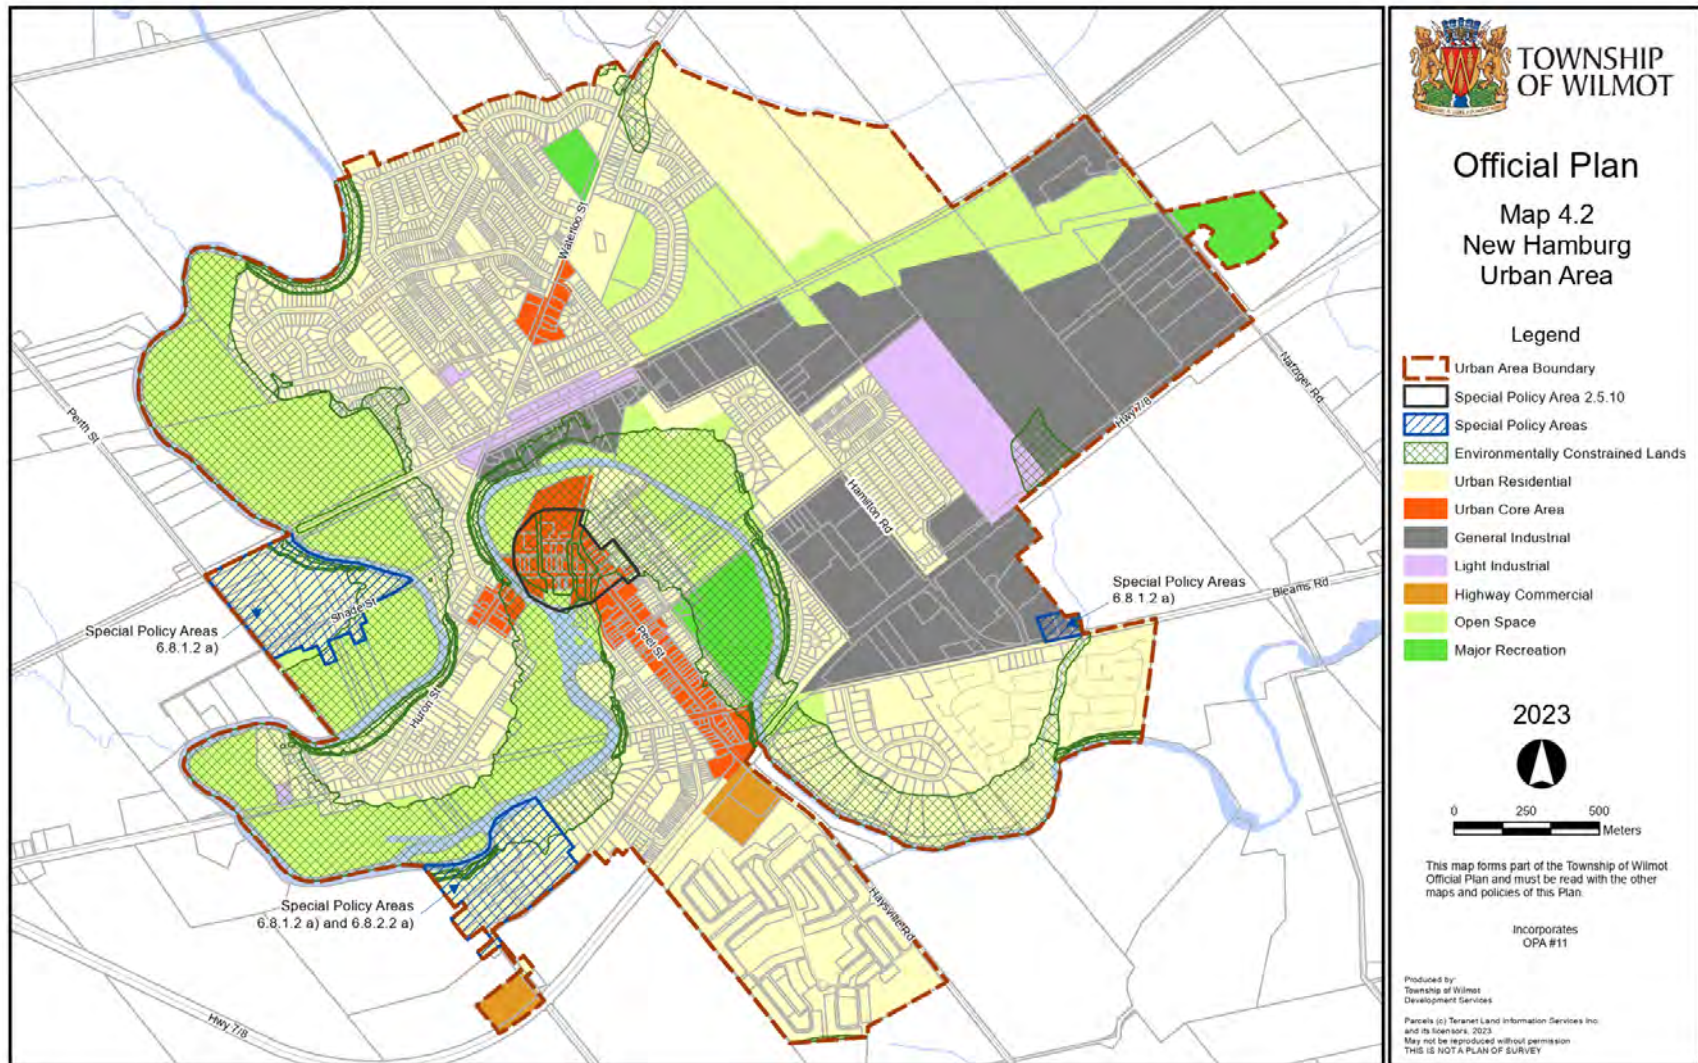 TOWNSHIP
OF WILMOT
Official Plan
Map 4.2
New Hamburg
Urban Area
Legend
Urban Area Boundary
Special Policy Area 2.5.10
Special Policy Areas
Environmentally Constrained Lands
Urban Residential
Urban Core Area
General Industrial
Light Industrial
Highway Commercial
Open Space
Major Recreation
2023
0 250 500
Meters
This map forms part of the Township of Wilmot
Official Plan and must be read with the other
maps and policies of this Plan
Incorporates
OPA #11
Produced by:
Township of Wilmot
Development Services
Parcels (c) Teranet Land Information Services Inc.
and its licensors, 2023
May not be reproduced without permission
THIS IS NOT A PLAN OF SURVEY
Waterloo St
Perth St
Nafziger Rd
Hwy 7/8
Hamilton Rd
Special Policy Areas
6.8.1.2 a)
Bleams Rd
Shade St
Special Policy Areas
6.8.1.2 a)
Peel St
Huron St
Haysville Rd
Special Policy Areas
6.8.1.2 a) and 6.8.2.2 a)
Hwy 7/8